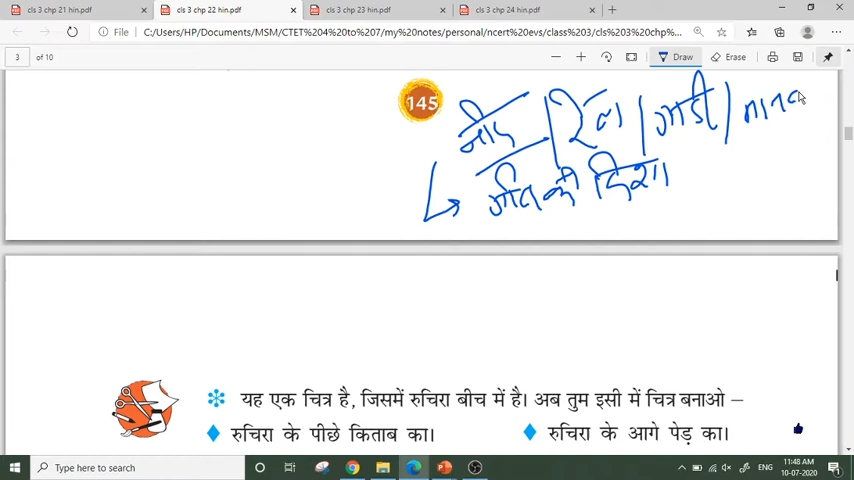 cls 3 chp 21 hin.pdf
cls 3 chp 22 hin.pdf
cls 3 chp 23 hin.pdf
cls 3 chp 24 hin.pdf
File | C:/Users/HP/Documents/MSM/CTET%204%20to%207/my%20notes/personal/ncert%20evs/class%203/cls%203%20chp%...
3 of 10
Draw
Erase
145
यह एक चित्र है, जिसमें रुचिरा बीच में है। अब तुम इसी में चित्र बनाओ –
रुचिरा के पीछे किताब का।
रुचिरा के आगे पेड़ का।
Type here to search
ENG
11:48 AM
10-07-2020